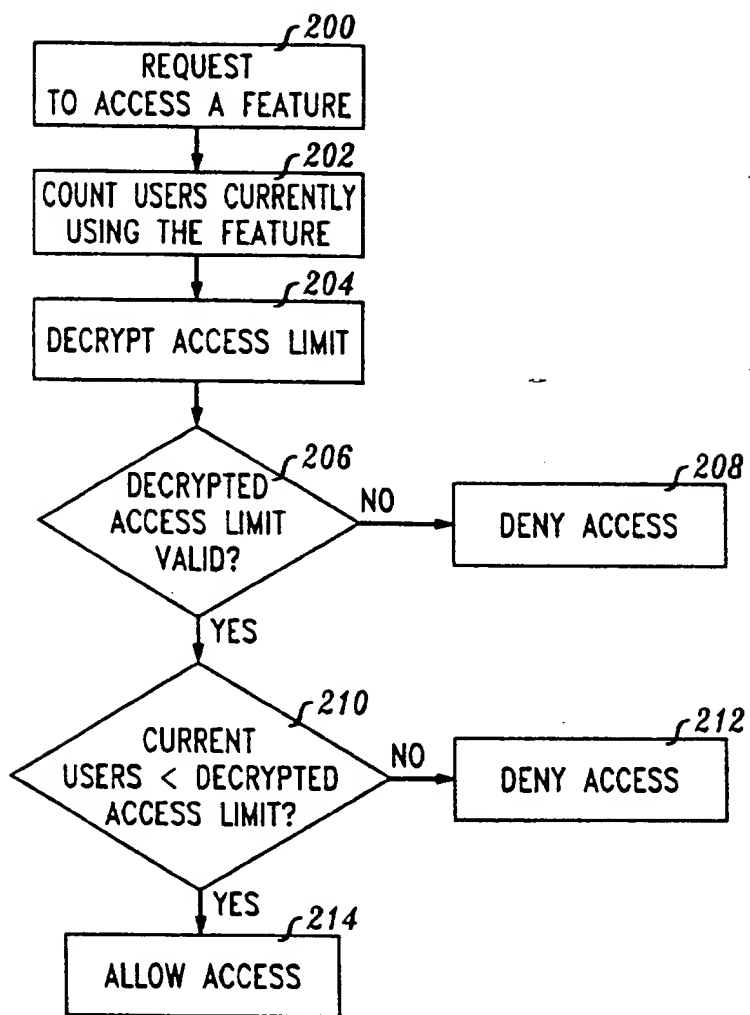 200
REQUEST
TO ACCESS A FEATURE
202
COUNT USERS CURRENTLY
USING THE FEATURE
204
DECRYPT ACCESS LIMIT
206
DECRYPTED
ACCESS LIMIT
VALID?
NO
208
DENY ACCESS
YES
210
CURRENT
USERS < DECRYPTED
ACCESS LIMIT?
NO
212
DENY ACCESS
YES
214
ALLOW ACCESS